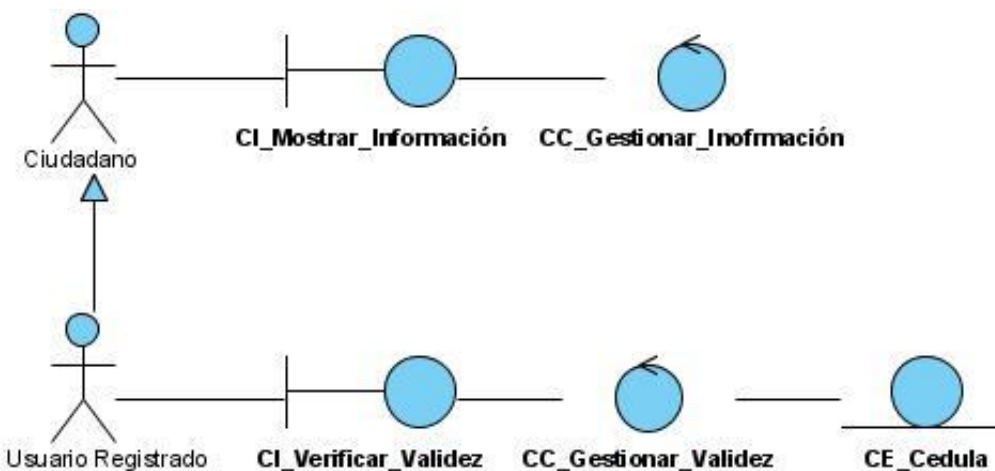 CI_Mostrar_Información CC_Gestionar_Inofrmación
Ciudadano
Usuario Registrado CI_Verificar_Validez CC_Gestionar_Validez CE_Cedula